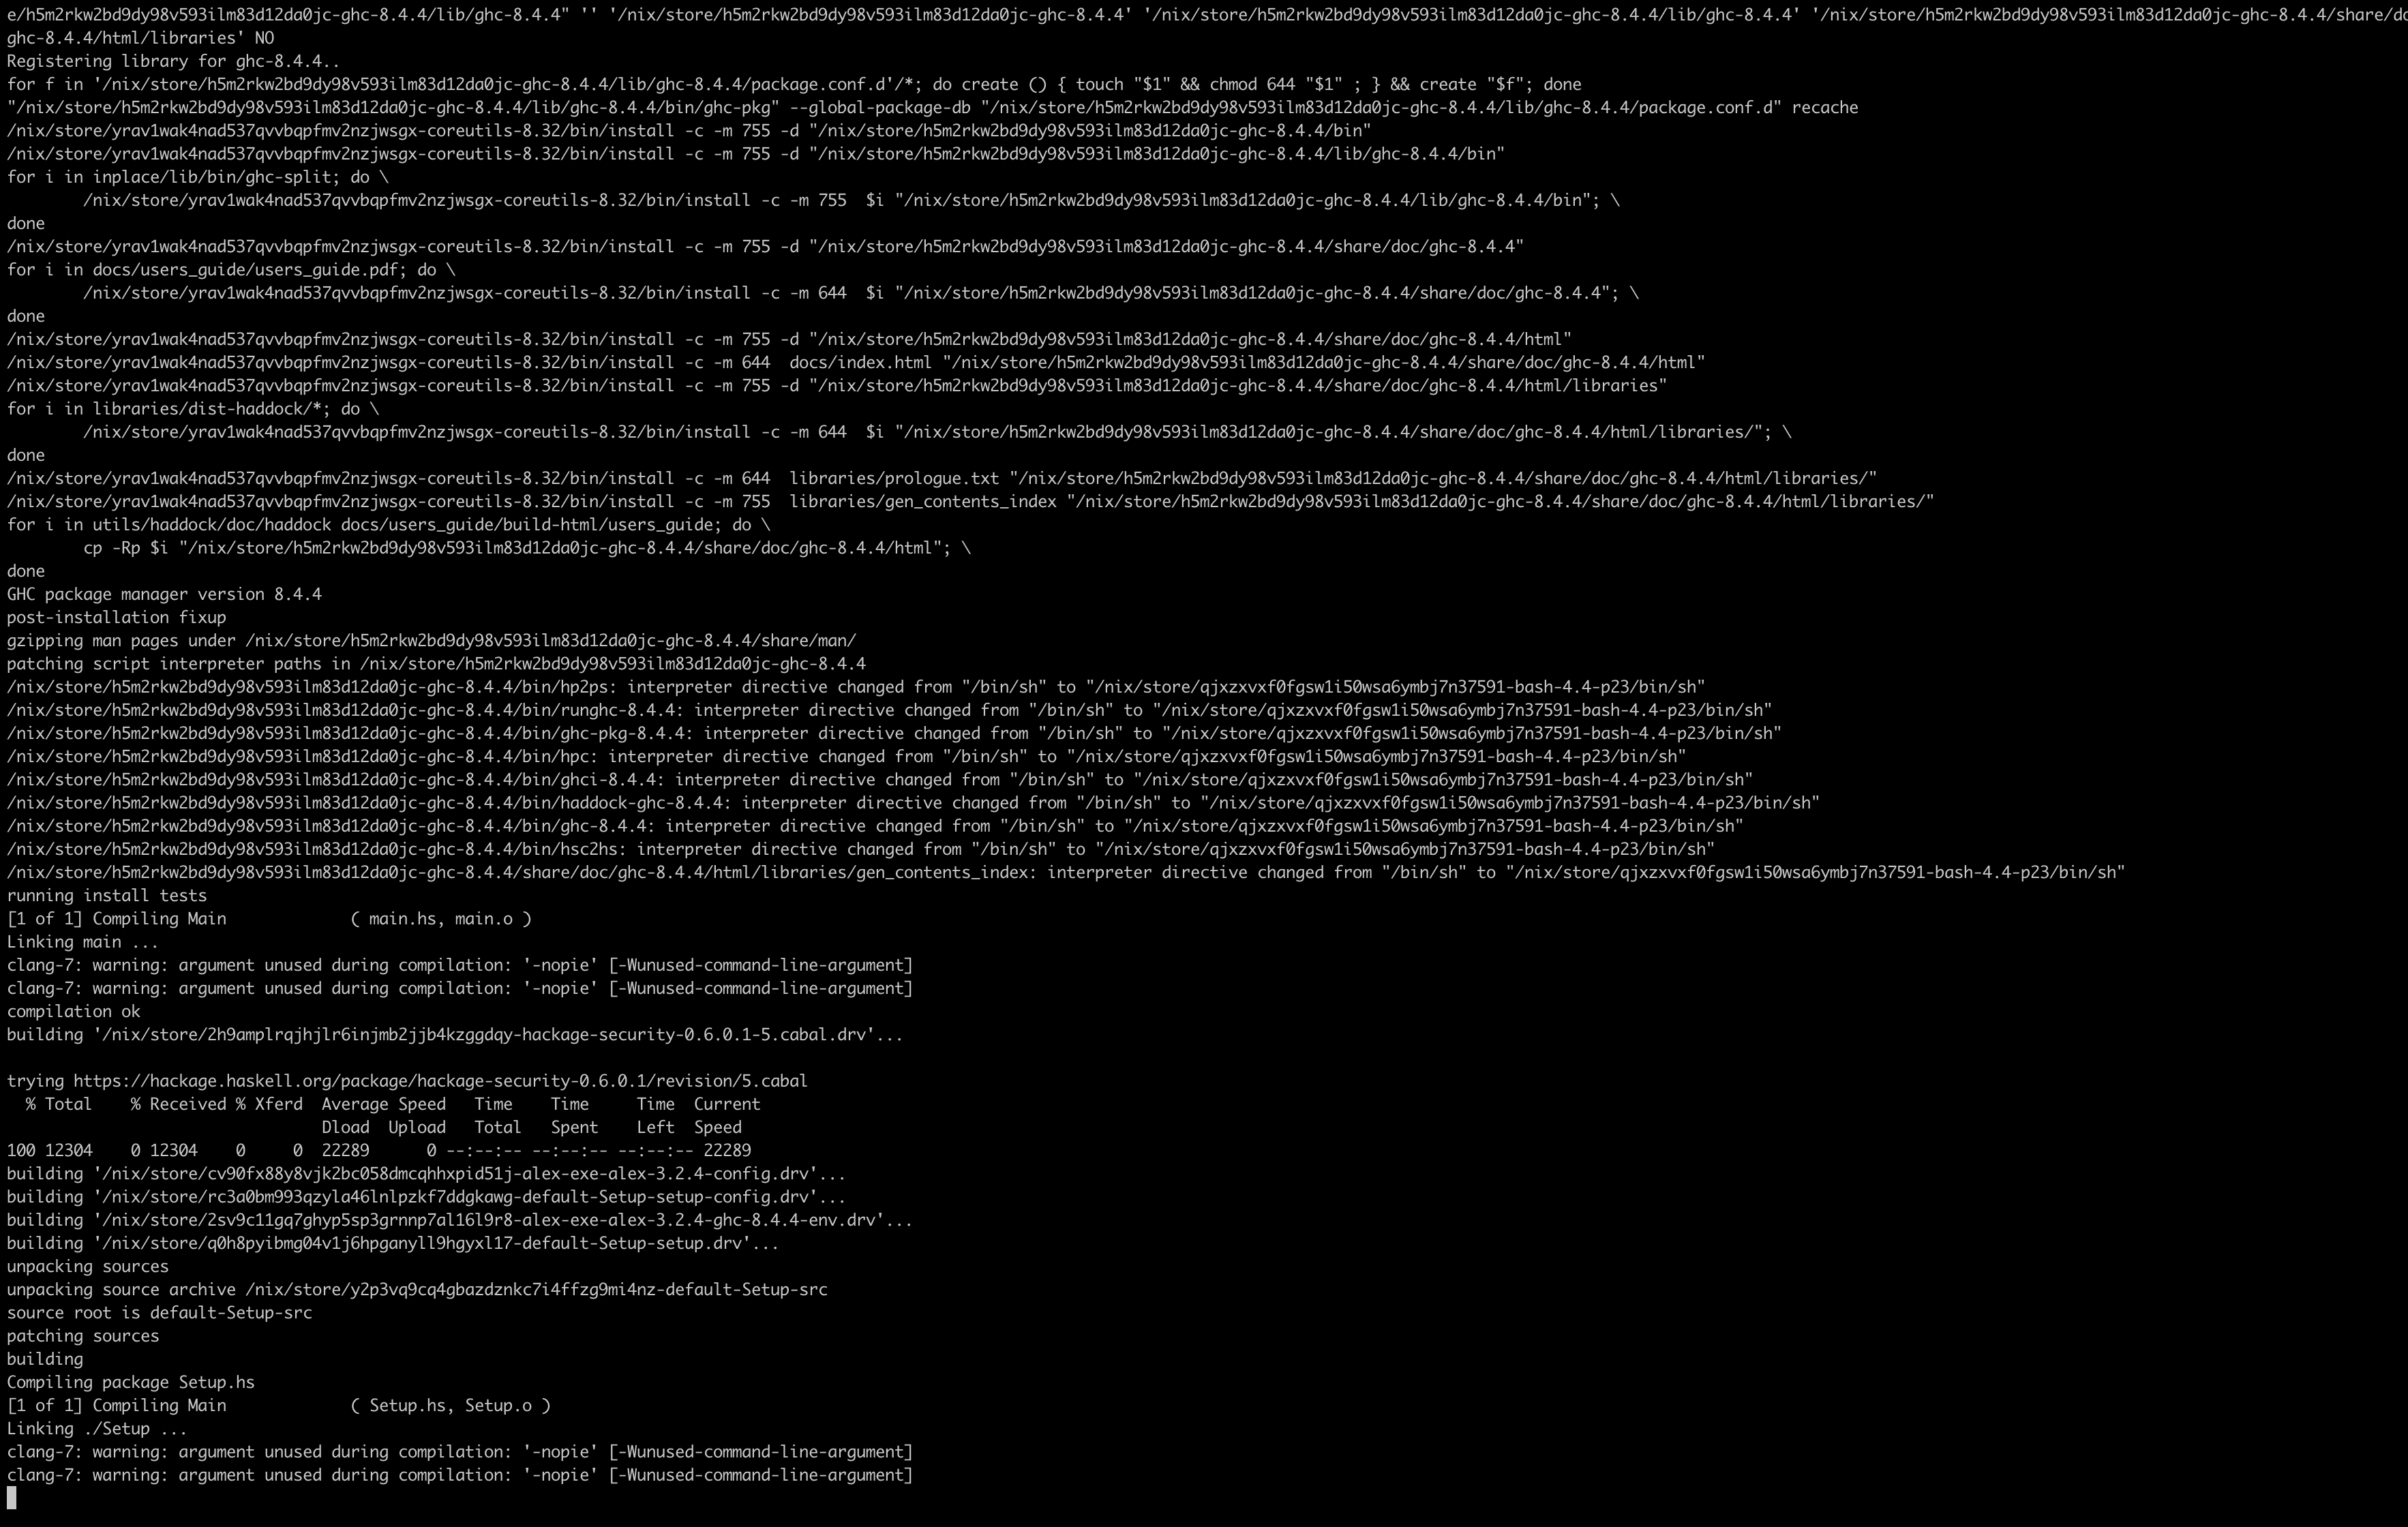 e/h5m2rkw2bd9dy98v593ilm83d12da0jc-ghc-8.4.4/lib/ghc-8.4.4" '' '/nix/store/h5m2rkw2bd9dy98v593ilm83d12da0jc-ghc-8.4.4' '/nix/store/h5m2rkw2bd9dy98v593ilm83d12da0jc-ghc-8.4.4/lib/ghc-8.4.4' '/nix/store/h5m2rkw2bd9dy98v593ilm83d12da0jc-ghc-8.4.4/share/do
ghc-8.4.4/html/libraries' NO
Registering library for ghc-8.4.4..
for f in '/nix/store/h5m2rkw2bd9dy98v593ilm83d12da0jc-ghc-8.4.4/lib/ghc-8.4.4/package.conf.d'/*; do create () { touch "$1" && chmod 644 "$1" ; } && create "$f"; done
"/nix/store/h5m2rkw2bd9dy98v593ilm83d12da0jc-ghc-8.4.4/lib/ghc-8.4.4/bin/ghc-pkg" --global-package-db "/nix/store/h5m2rkw2bd9dy98v593ilm83d12da0jc-ghc-8.4.4/lib/ghc-8.4.4/package.conf.d" recache
/nix/store/yrav1wak4nad537qvvbqpfmv2nzjwsgx-coreutils-8.32/bin/install -c -m 755 -d "/nix/store/h5m2rkw2bd9dy98v593ilm83d12da0jc-ghc-8.4.4/bin"
/nix/store/yrav1wak4nad537qvvbqpfmv2nzjwsgx-coreutils-8.32/bin/install -c -m 755 -d "/nix/store/h5m2rkw2bd9dy98v593ilm83d12da0jc-ghc-8.4.4/lib/ghc-8.4.4/bin"
for i in inplace/lib/bin/ghc-split; do \
        /nix/store/yrav1wak4nad537qvvbqpfmv2nzjwsgx-coreutils-8.32/bin/install -c -m 755  $i "/nix/store/h5m2rkw2bd9dy98v593ilm83d12da0jc-ghc-8.4.4/lib/ghc-8.4.4/bin"; \
done
/nix/store/yrav1wak4nad537qvvbqpfmv2nzjwsgx-coreutils-8.32/bin/install -c -m 755 -d "/nix/store/h5m2rkw2bd9dy98v593ilm83d12da0jc-ghc-8.4.4/share/doc/ghc-8.4.4"
for i in docs/users_guide/users_guide.pdf; do \
        /nix/store/yrav1wak4nad537qvvbqpfmv2nzjwsgx-coreutils-8.32/bin/install -c -m 644  $i "/nix/store/h5m2rkw2bd9dy98v593ilm83d12da0jc-ghc-8.4.4/share/doc/ghc-8.4.4"; \
done
/nix/store/yrav1wak4nad537qvvbqpfmv2nzjwsgx-coreutils-8.32/bin/install -c -m 755 -d "/nix/store/h5m2rkw2bd9dy98v593ilm83d12da0jc-ghc-8.4.4/share/doc/ghc-8.4.4/html"
/nix/store/yrav1wak4nad537qvvbqpfmv2nzjwsgx-coreutils-8.32/bin/install -c -m 644  docs/index.html "/nix/store/h5m2rkw2bd9dy98v593ilm83d12da0jc-ghc-8.4.4/share/doc/ghc-8.4.4/html"
/nix/store/yrav1wak4nad537qvvbqpfmv2nzjwsgx-coreutils-8.32/bin/install -c -m 755 -d "/nix/store/h5m2rkw2bd9dy98v593ilm83d12da0jc-ghc-8.4.4/share/doc/ghc-8.4.4/html/libraries"
for i in libraries/dist-haddock/*; do \
        /nix/store/yrav1wak4nad537qvvbqpfmv2nzjwsgx-coreutils-8.32/bin/install -c -m 644  $i "/nix/store/h5m2rkw2bd9dy98v593ilm83d12da0jc-ghc-8.4.4/share/doc/ghc-8.4.4/html/libraries/"; \
done
/nix/store/yrav1wak4nad537qvvbqpfmv2nzjwsgx-coreutils-8.32/bin/install -c -m 644  libraries/prologue.txt "/nix/store/h5m2rkw2bd9dy98v593ilm83d12da0jc-ghc-8.4.4/share/doc/ghc-8.4.4/html/libraries/"
/nix/store/yrav1wak4nad537qvvbqpfmv2nzjwsgx-coreutils-8.32/bin/install -c -m 755  libraries/gen_contents_index "/nix/store/h5m2rkw2bd9dy98v593ilm83d12da0jc-ghc-8.4.4/share/doc/ghc-8.4.4/html/libraries/"
for i in utils/haddock/doc/haddock docs/users_guide/build-html/users_guide; do \
        cp -Rp $i "/nix/store/h5m2rkw2bd9dy98v593ilm83d12da0jc-ghc-8.4.4/share/doc/ghc-8.4.4/html"; \
done
GHC package manager version 8.4.4
post-installation fixup
gzipping man pages under /nix/store/h5m2rkw2bd9dy98v593ilm83d12da0jc-ghc-8.4.4/share/man/
patching script interpreter paths in /nix/store/h5m2rkw2bd9dy98v593ilm83d12da0jc-ghc-8.4.4
/nix/store/h5m2rkw2bd9dy98v593ilm83d12da0jc-ghc-8.4.4/bin/hp2ps: interpreter directive changed from "/bin/sh" to "/nix/store/qjxzxvxf0fgsw1i50wsa6ymbj7n37591-bash-4.4-p23/bin/sh"
/nix/store/h5m2rkw2bd9dy98v593ilm83d12da0jc-ghc-8.4.4/bin/runghc-8.4.4: interpreter directive changed from "/bin/sh" to "/nix/store/qjxzxvxf0fgsw1i50wsa6ymbj7n37591-bash-4.4-p23/bin/sh"
/nix/store/h5m2rkw2bd9dy98v593ilm83d12da0jc-ghc-8.4.4/bin/ghc-pkg-8.4.4: interpreter directive changed from "/bin/sh" to "/nix/store/qjxzxvxf0fgsw1i50wsa6ymbj7n37591-bash-4.4-p23/bin/sh"
/nix/store/h5m2rkw2bd9dy98v593ilm83d12da0jc-ghc-8.4.4/bin/hpc: interpreter directive changed from "/bin/sh" to "/nix/store/qjxzxvxf0fgsw1i50wsa6ymbj7n37591-bash-4.4-p23/bin/sh"
/nix/store/h5m2rkw2bd9dy98v593ilm83d12da0jc-ghc-8.4.4/bin/ghci-8.4.4: interpreter directive changed from "/bin/sh" to "/nix/store/qjxzxvxf0fgsw1i50wsa6ymbj7n37591-bash-4.4-p23/bin/sh"
/nix/store/h5m2rkw2bd9dy98v593ilm83d12da0jc-ghc-8.4.4/bin/haddock-ghc-8.4.4: interpreter directive changed from "/bin/sh" to "/nix/store/qjxzxvxf0fgsw1i50wsa6ymbj7n37591-bash-4.4-p23/bin/sh"
/nix/store/h5m2rkw2bd9dy98v593ilm83d12da0jc-ghc-8.4.4/bin/ghc-8.4.4: interpreter directive changed from "/bin/sh" to "/nix/store/qjxzxvxf0fgsw1i50wsa6ymbj7n37591-bash-4.4-p23/bin/sh"
/nix/store/h5m2rkw2bd9dy98v593ilm83d12da0jc-ghc-8.4.4/bin/hsc2hs: interpreter directive changed from "/bin/sh" to "/nix/store/qjxzxvxf0fgsw1i50wsa6ymbj7n37591-bash-4.4-p23/bin/sh"
/nix/store/h5m2rkw2bd9dy98v593ilm83d12da0jc-ghc-8.4.4/share/doc/ghc-8.4.4/html/libraries/gen_contents_index: interpreter directive changed from "/bin/sh" to "/nix/store/qjxzxvxf0fgsw1i50wsa6ymbj7n37591-bash-4.4-p23/bin/sh"
running install tests
[1 of 1] Compiling Main             ( main.hs, main.o )
Linking main ...
clang-7: warning: argument unused during compilation: '-nopie' [-Wunused-command-line-argument]
clang-7: warning: argument unused during compilation: '-nopie' [-Wunused-command-line-argument]
compilation ok
building '/nix/store/2h9amplrqjhjlr6injmb2jjb4kzggdqy-hackage-security-0.6.0.1-5.cabal.drv'...

trying https://hackage.haskell.org/package/hackage-security-0.6.0.1/revision/5.cabal
  % Total    % Received % Xferd  Average Speed   Time    Time     Time  Current
                                 Dload  Upload   Total   Spent    Left  Speed
100 12304    0 12304    0     0  22289      0 --:--:-- --:--:-- --:--:-- 22289
building '/nix/store/cv90fx88y8vjk2bc058dmcqhhxpid51j-alex-exe-alex-3.2.4-config.drv'...
building '/nix/store/rc3a0bm993qzyla46lnlpzkf7ddgkawg-default-Setup-setup-config.drv'...
building '/nix/store/2sv9c11gq7ghyp5sp3grnnp7al16l9r8-alex-exe-alex-3.2.4-ghc-8.4.4-env.drv'...
building '/nix/store/q0h8pyibmg04v1j6hpganyll9hgyxl17-default-Setup-setup.drv'...
unpacking sources
unpacking source archive /nix/store/y2p3vq9cq4gbazdznkc7i4ffzg9mi4nz-default-Setup-src
source root is default-Setup-src
patching sources
building
Compiling package Setup.hs
[1 of 1] Compiling Main             ( Setup.hs, Setup.o )
Linking ./Setup ...
clang-7: warning: argument unused during compilation: '-nopie' [-Wunused-command-line-argument]
clang-7: warning: argument unused during compilation: '-nopie' [-Wunused-command-line-argument]